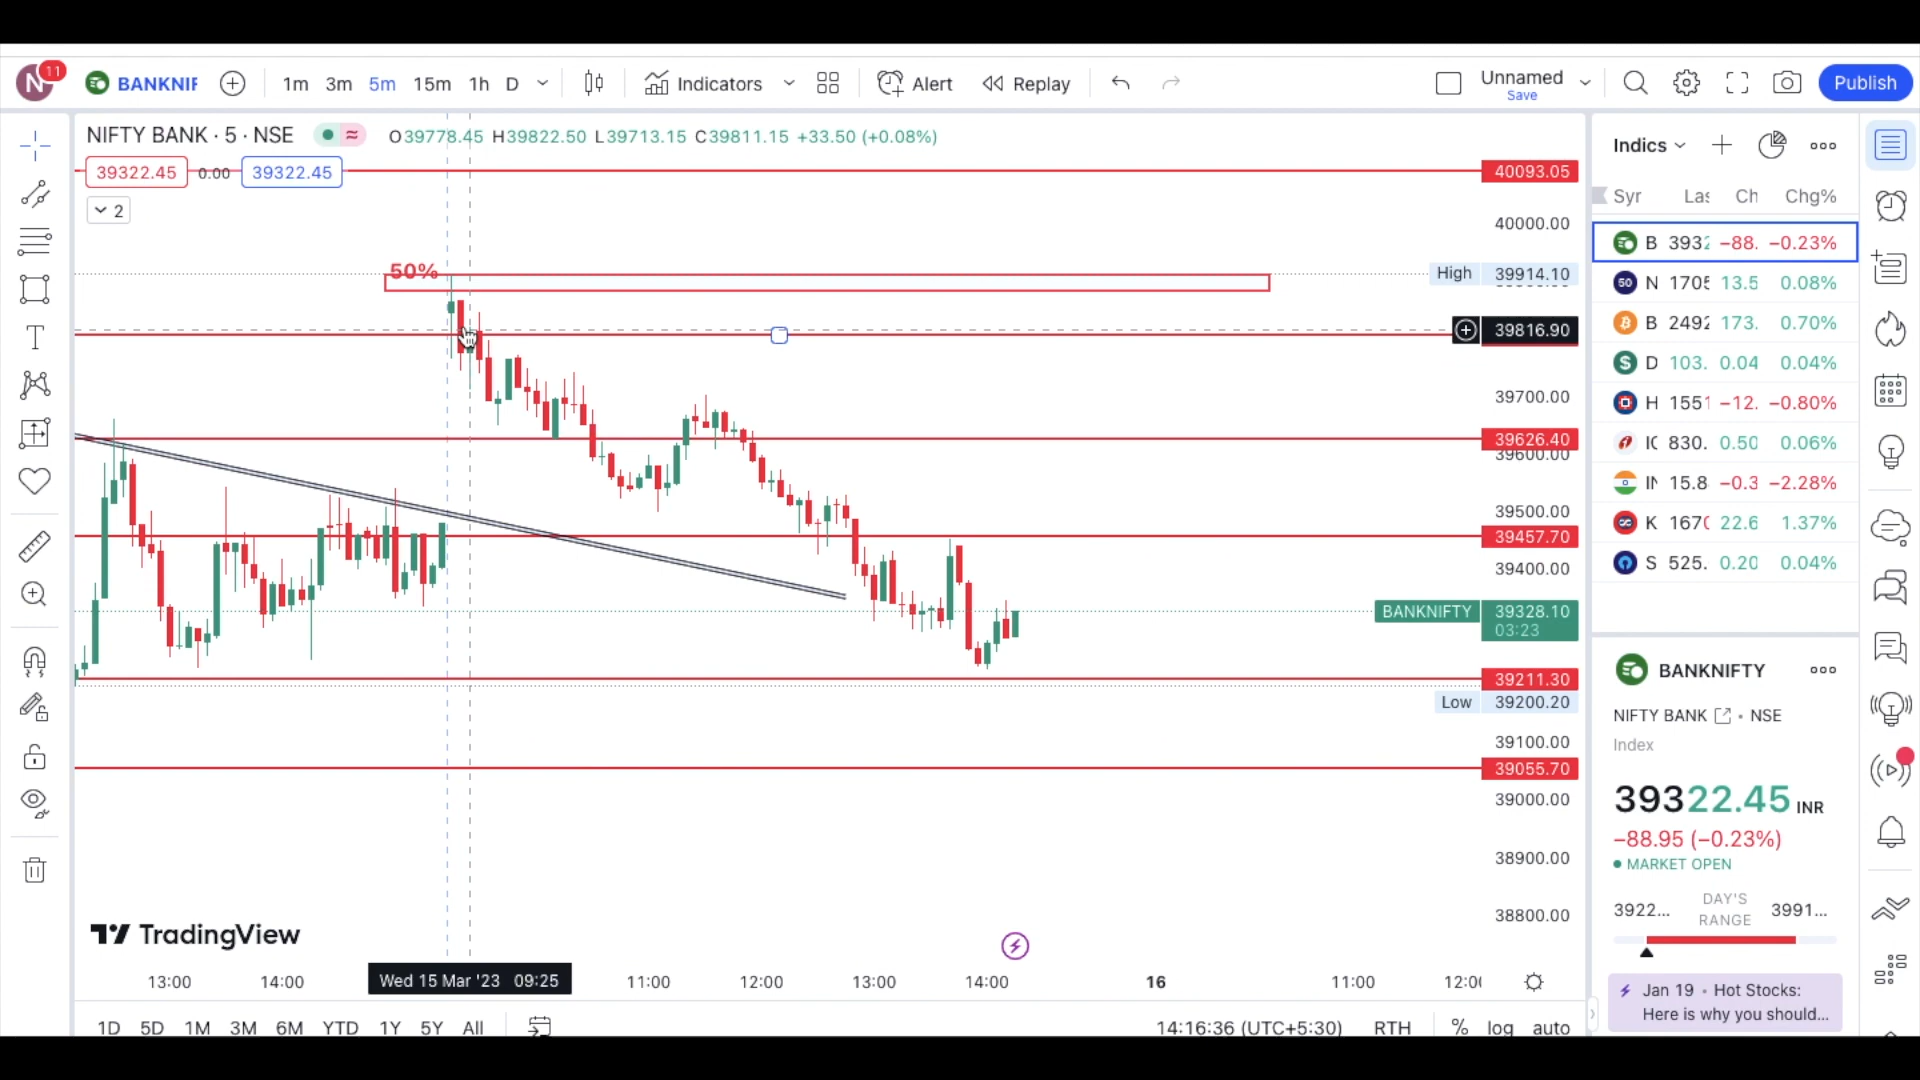 N 11 BANKNIF 1m 3m 5m 15m 1h D Indicators Alert Replay Unnamed Save Publish
NIFTY BANK · 5 · NSE O39778.45 H39822.50 L39713.15 C39811.15 +33.50 (+0.08%)
39322.45 0.00 39322.45
2
50%
40093.05
40000.00
High 39914.10
39816.90
39700.00
39626.40
39600.00
39500.00
39457.70
39400.00
BANKNIFTY 39328.10
03:23
39211.30
Low 39200.20
39100.00
39055.70
39000.00
38900.00
38800.00
TradingView
13:00 14:00 Wed 15 Mar '23 09:25 11:00 12:00 13:00 14:00 16 11:00 12:0
1D 5D 1M 3M 6M YTD 1Y 5Y All 14:16:36 (UTC+5:30) RTH % log auto
Indics
Syr Las Ch Chg%
B 3932 −88. −0.23%
50 N 1705 13.5 0.08%
B 2492 173. 0.70%
D 103. 0.04 0.04%
H 1551 −12. −0.80%
IC 830. 0.50 0.06%
15.8 −0.3 −2.28%
K 1670 22.6 1.37%
S 525. 0.20 0.04%
BANKNIFTY
NIFTY BANK · NSE
Index
39322.45 INR
−88.95 (−0.23%)
MARKET OPEN
3922... DAY'S RANGE 3991...
Jan 19 · Hot Stocks:
Here is why you should...